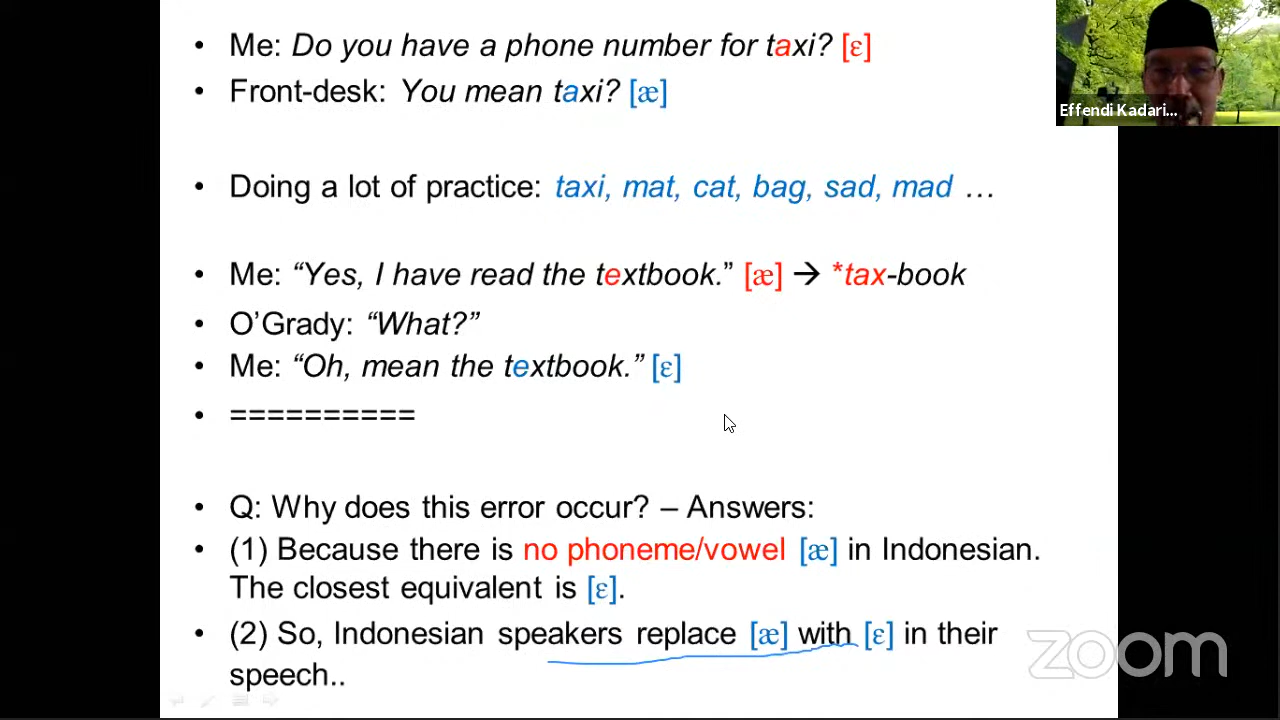 • Me: Do you have a phone number for taxi? [ɛ]
• Front-desk: You mean taxi? [æ]
Effendi Kadari...
• Doing a lot of practice: taxi, mat, cat, bag, sad, mad …
• Me: “Yes, I have read the textbook.” [æ] → *tax-book
• O’Grady: “What?”
• Me: “Oh, mean the textbook.” [ɛ]
• ==========
• Q: Why does this error occur? – Answers:
• (1) Because there is no phoneme/vowel [æ] in Indonesian.
The closest equivalent is [ɛ].
• (2) So, Indonesian speakers replace [æ] with [ɛ] in their
speech..
zoom